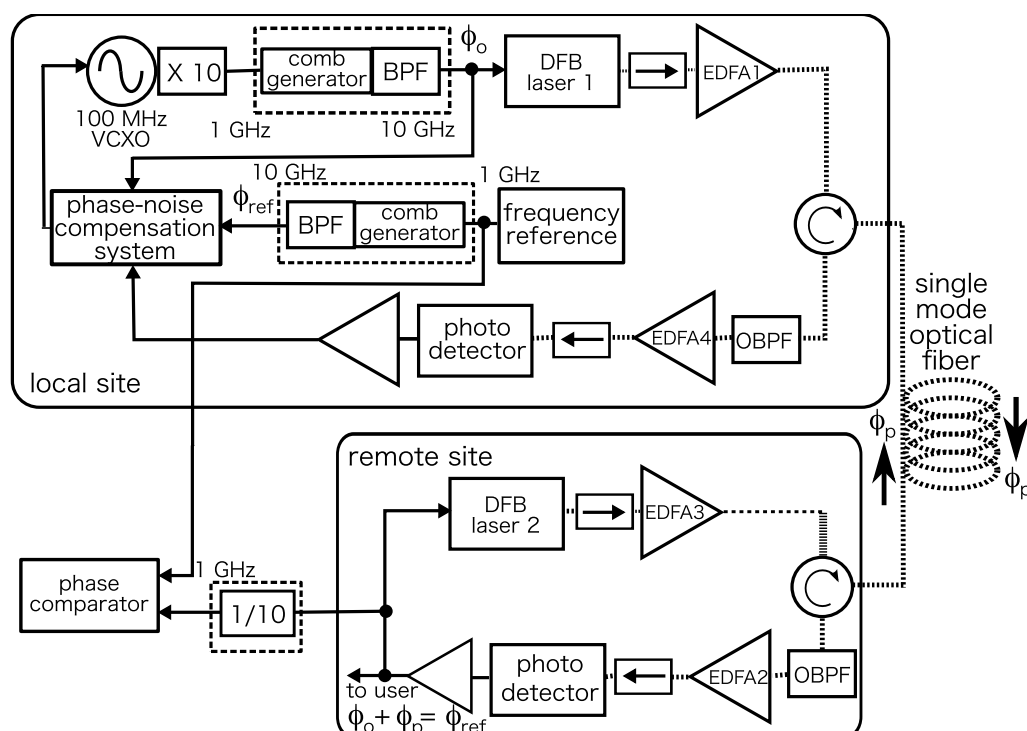 ϕo
DFB
laser 1
EDFA1
comb
generator
BPF
X 10
100 MHz
VCXO
1 GHz
10 GHz
10 GHz
1 GHz
ϕref
phase-noise
compensation
system
BPF
comb
generator
frequency
reference
single
mode
optical
fiber
photo
detector
EDFA4
OBPF
local site
ϕp
ϕp
remote site
DFB
laser 2
EDFA3
phase
comparator
1 GHz
1/10
photo
detector
EDFA2
OBPF
to user
ϕo + ϕp = ϕref